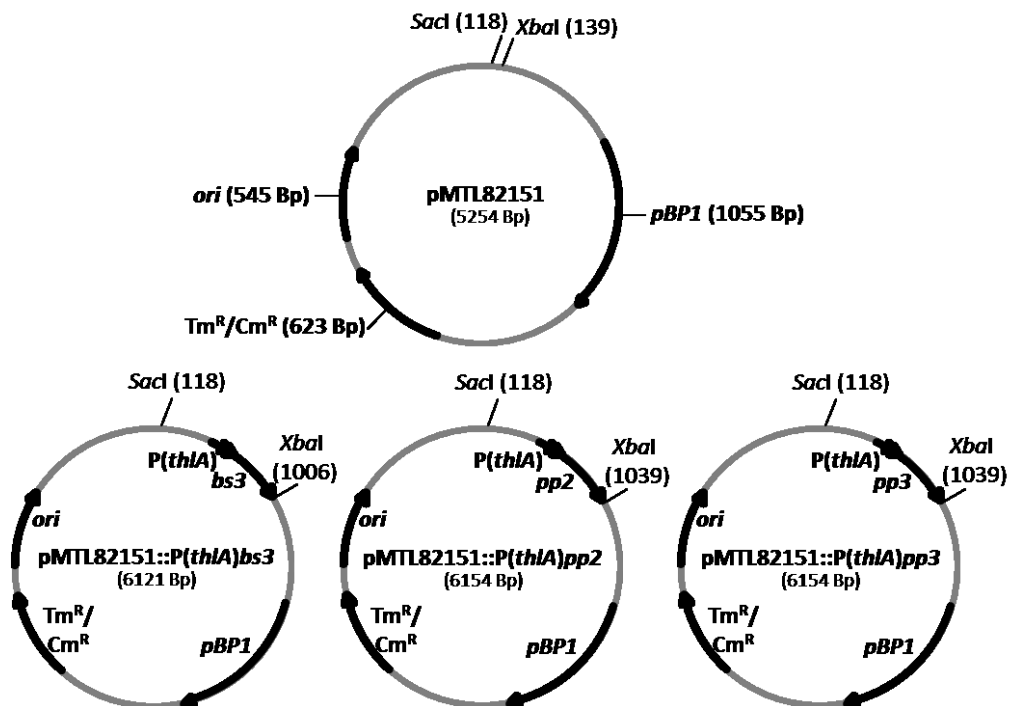 SacI (118) XbaI (139)
ori (545 Bp)
pMTL82151
(5254 Bp)
pBP1 (1055 Bp)
Tmᴿ/Cmᴿ (623 Bp)
SacI (118)
P(thlA)
bs3
XbaI
(1006)
ori
pMTL82151::P(thlA)bs3
(6121 Bp)
Tmᴿ/
Cmᴿ
pBP1
SacI (118)
P(thlA)
pp2
XbaI
(1039)
ori
pMTL82151::P(thlA)pp2
(6154 Bp)
Tmᴿ/
Cmᴿ
pBP1
SacI (118)
P(thlA)
pp3
XbaI
(1039)
ori
pMTL82151::P(thlA)pp3
(6154 Bp)
Tmᴿ/
Cmᴿ
pBP1